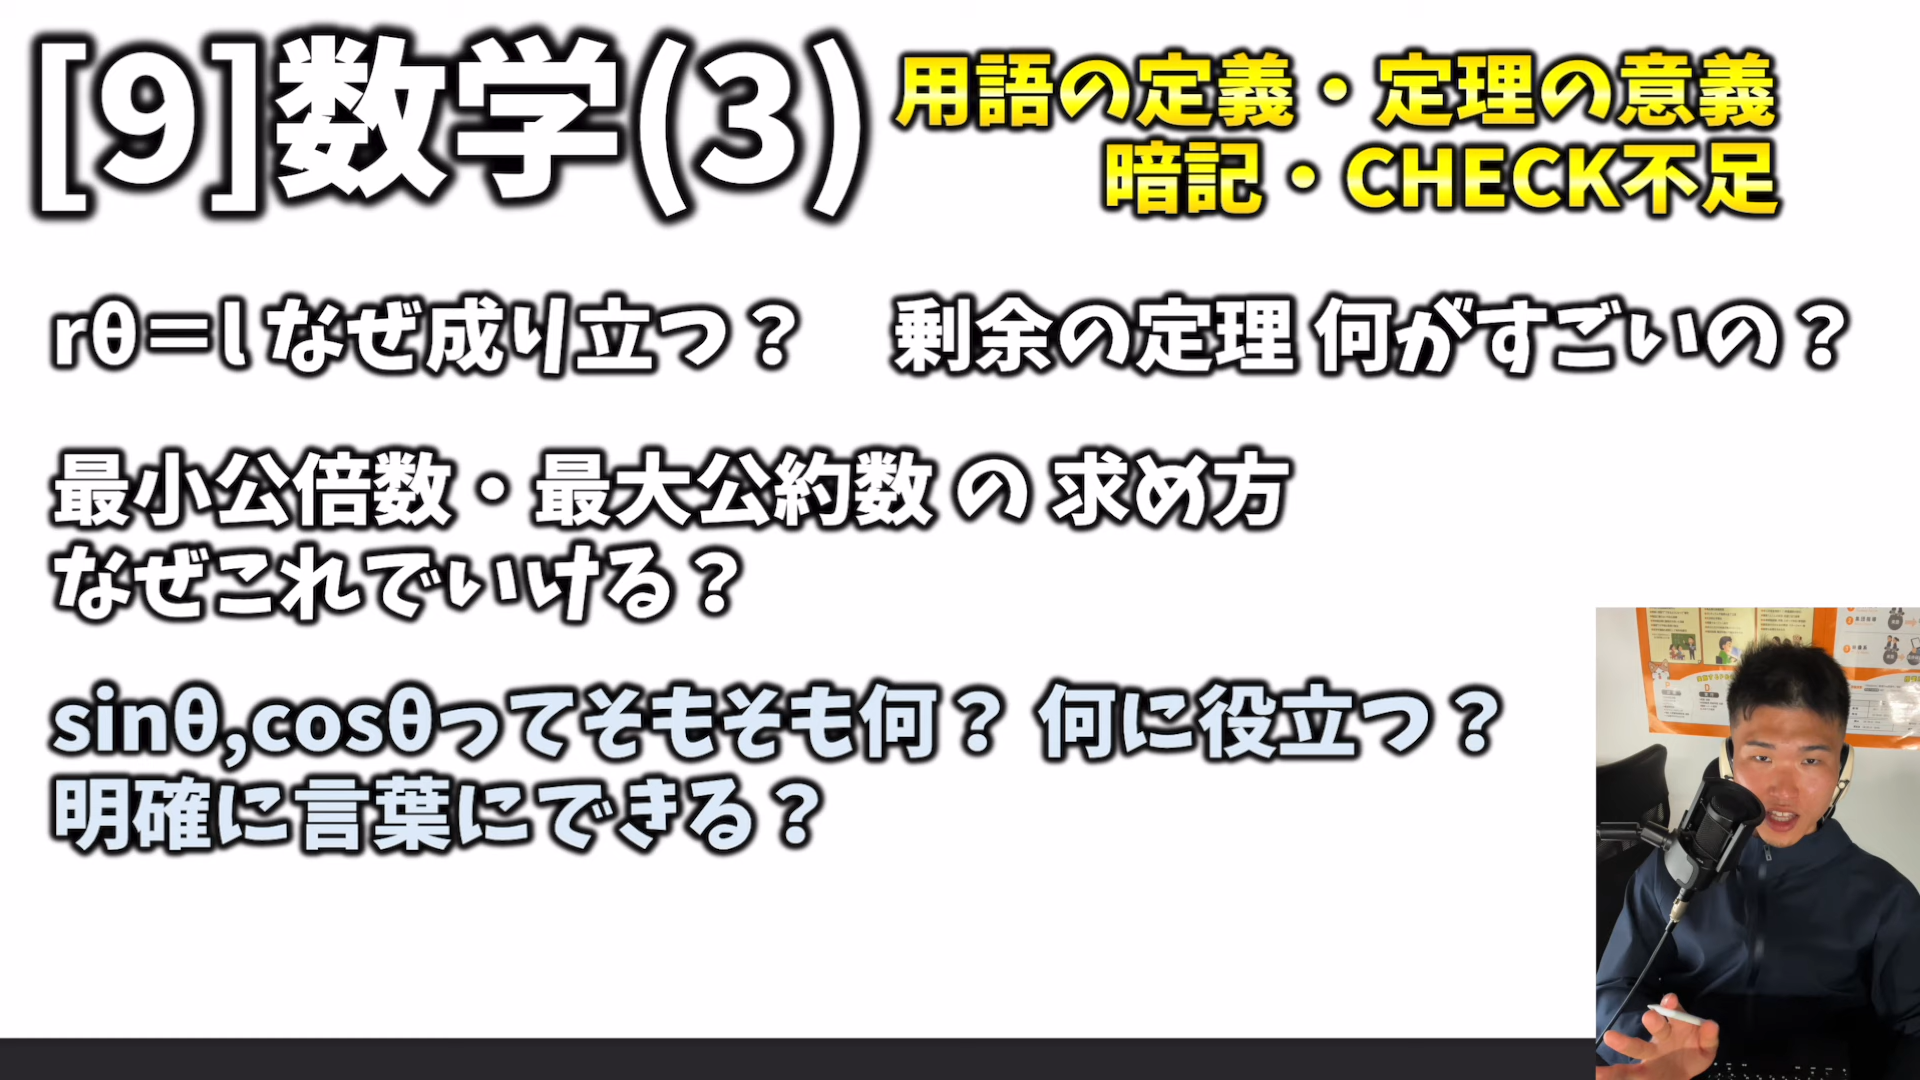 [9]数学(3)
用語の定義・定理の意義
暗記・CHECK不足
rθ＝l なぜ成り立つ？
剰余の定理 何がすごいの？
最小公倍数・最大公約数 の 求め方
なぜこれでいける？
sinθ,cosθってそもそも何？ 何に役立つ？
明確に言葉にできる？